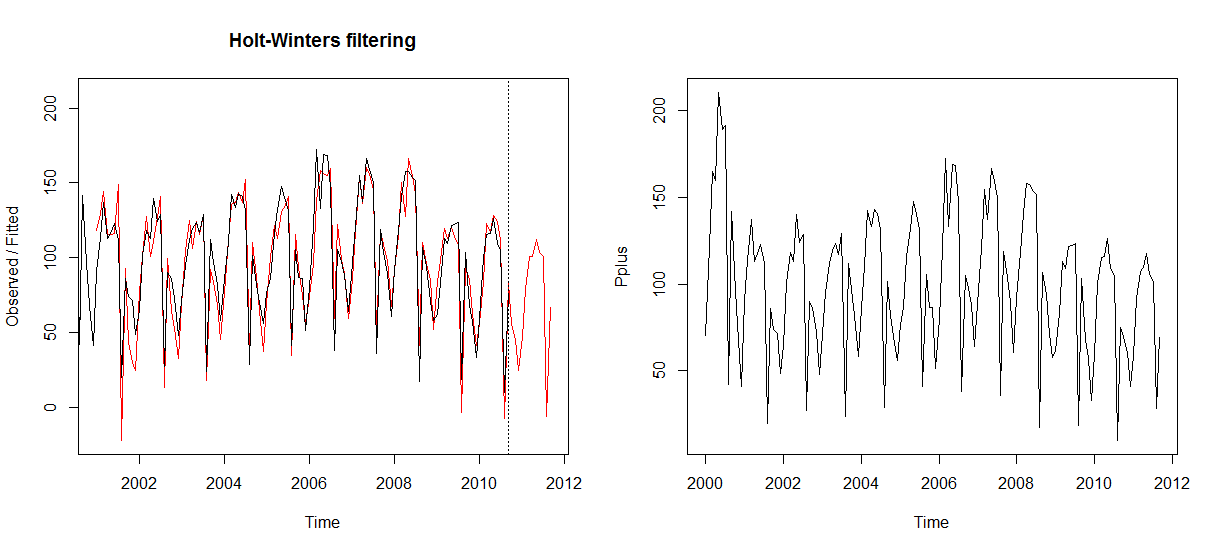 Holt-Winters filtering
Observed / Fitted
200
150
100
50
0
2002 2004 2006 2008 2010 2012
Time
Pplus
200
150
100
50
2000 2002 2004 2006 2008 2010 2012
Time